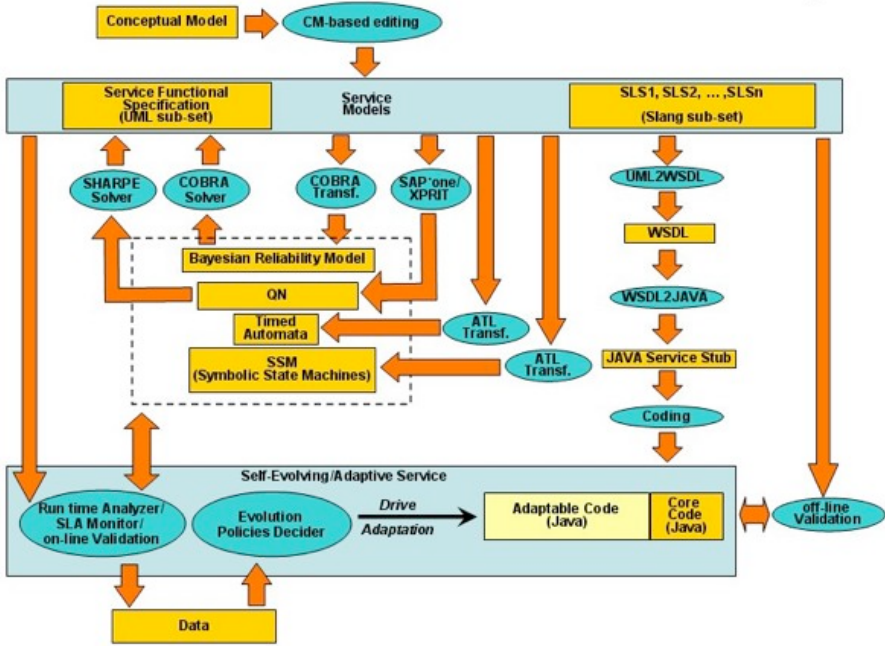 Conceptual Model
CM-based editing
Service Functional
Specification
(UML sub-set)
Service
Models
SLS1, SLS2, ... ,SLSn
(Slang sub-set)
SHARPE
Solver
COBRA
Solver
COBRA
Transf.
SAP·one/
XPRIT
UML2WSDL
WSDL
Bayesian Reliability Model
QN
WSDL2JAVA
Timed
Automata
ATL
Transf.
SSM
(Symbolic State Machines)
ATL
Transf.
JAVA Service Stub
Coding
Self-Evolving/Adaptive Service
Run time Analyzer/
SLA Monitor/
on-line Validation
Evolution
Policies Decider
Drive
Adaptation
Adaptable Code
(Java)
Core
Code
(Java)
off-line
Validation
Data